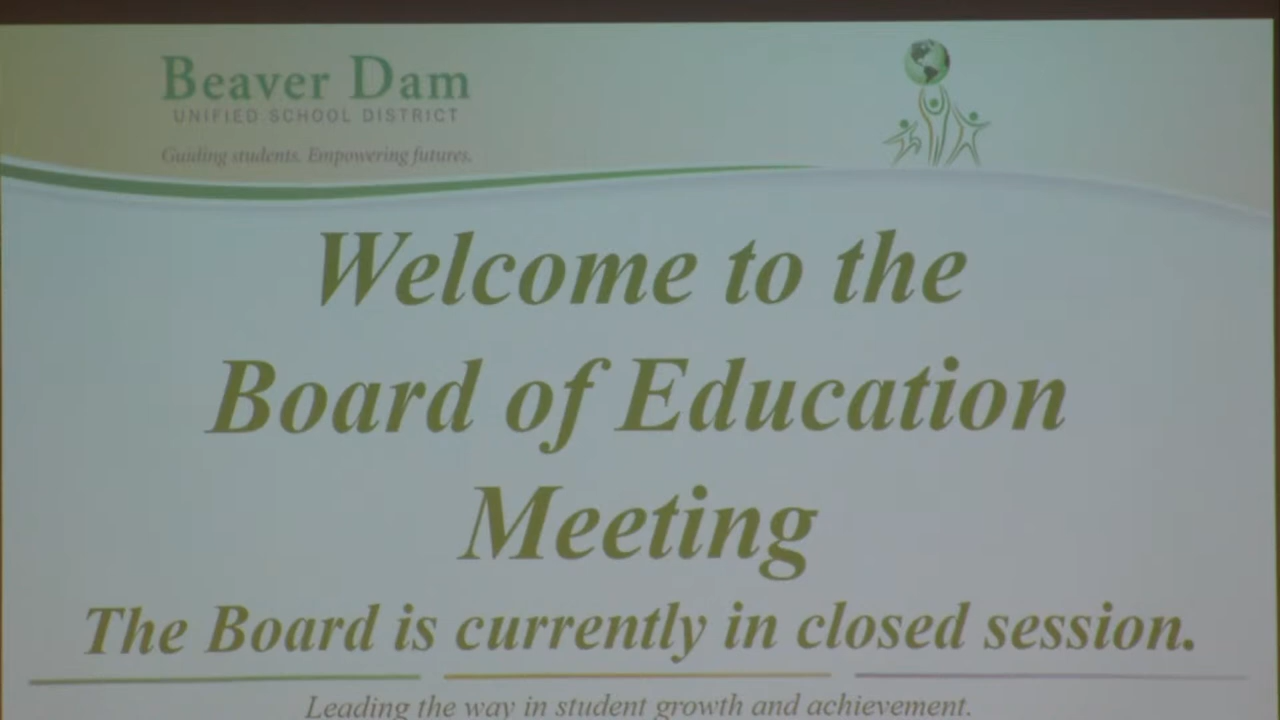 Beaver Dam
UNIFIED SCHOOL DISTRICT
Guiding students. Empowering futures.
Welcome to the
Board of Education
Meeting
The Board is currently in closed session.
Leading the way in student growth and achievement.